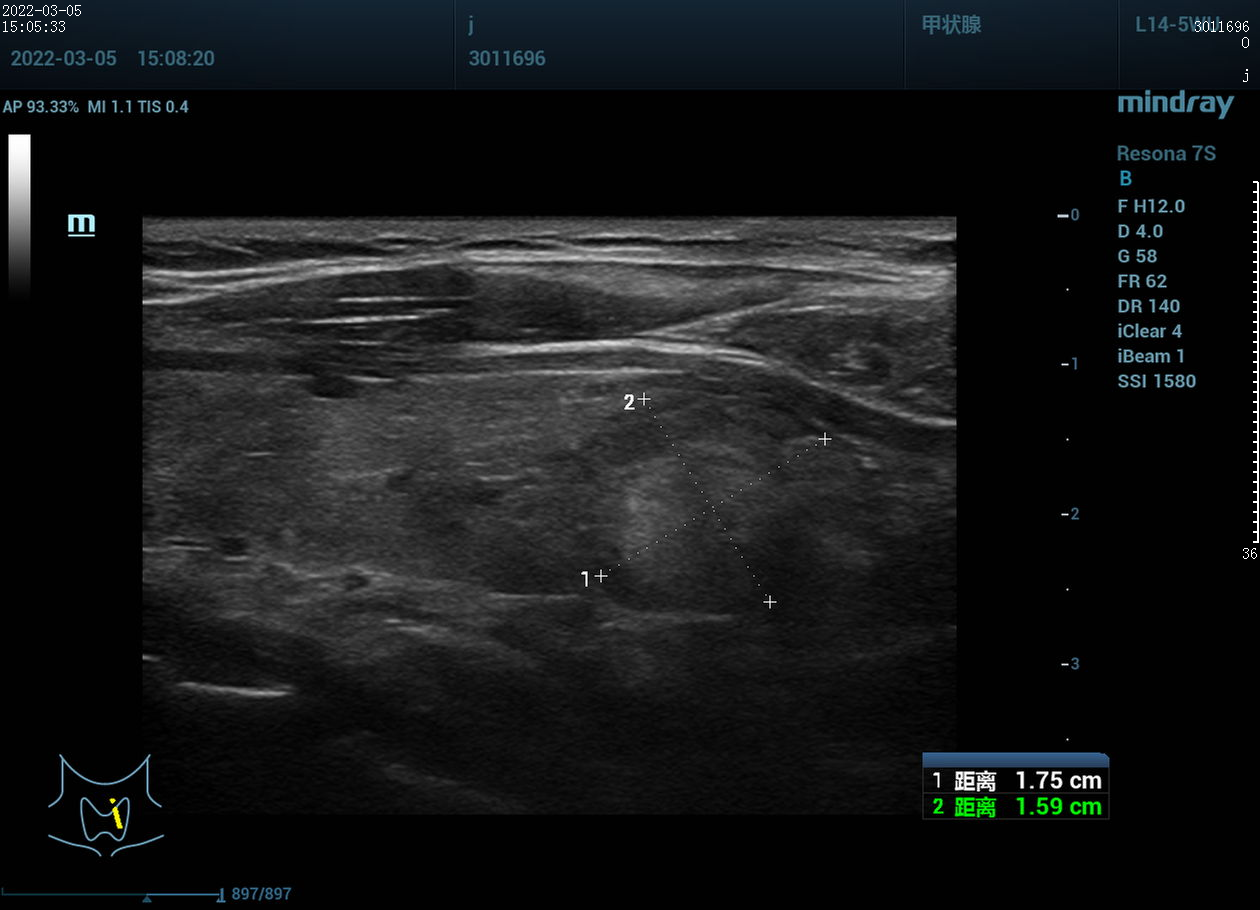 2022-03-05
15:05:33
2022-03-05 15:08:20
j
3011696
甲状腺
3011696
0
j
AP 93.33% MI 1.1 TIS 0.4
mindray
Resona 7S
B
F H12.0
D 4.0
G 58
FR 62
DR 140
iClear 4
iBeam 1
SSI 1580
m
0
1
2
3
36
2
1
1 距离 1.75 cm
2 距离 1.59 cm
897/897